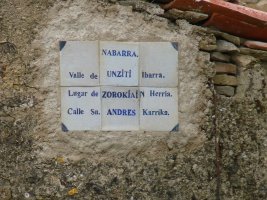 NABARRA.
Valle de UNZITI Ibarra.
Lugar de ZOROKIAIN Herria.
Calle Sn. ANDRES Karrika.